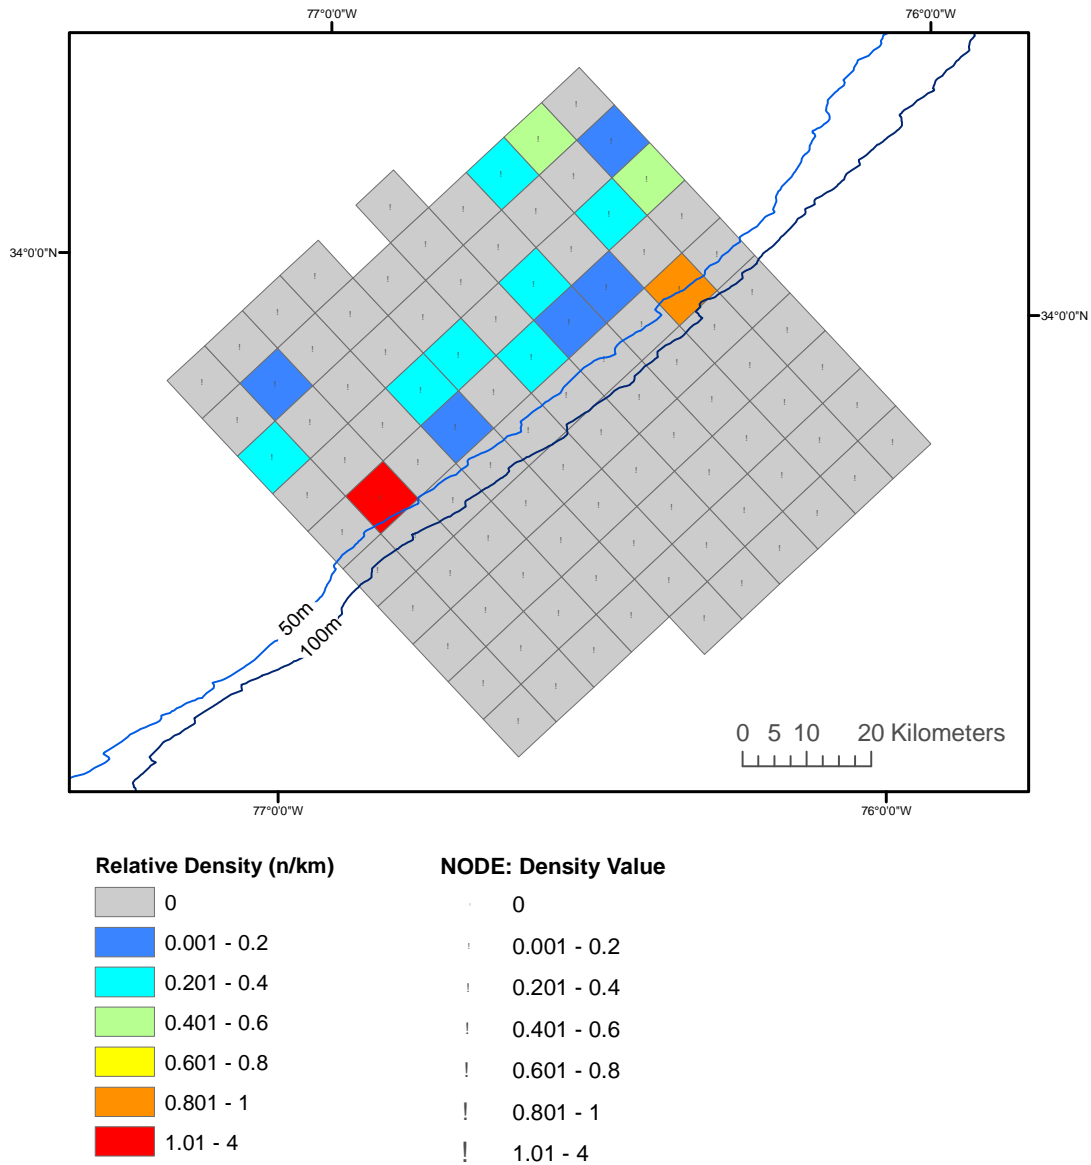 77°0'0"W 76°0'0"W
34°0'0"N
34°0'0"N
50m
100m
0 5 10 20 Kilometers
77°0'0"W 76°0'0"W
Relative Density (n/km) NODE: Density Value
0 0
0.001 - 0.2 ! 0.001 - 0.2
0.201 - 0.4 ! 0.201 - 0.4
0.401 - 0.6 ! 0.401 - 0.6
0.601 - 0.8 ! 0.601 - 0.8
0.801 - 1 ! 0.801 - 1
1.01 - 4 ! 1.01 - 4